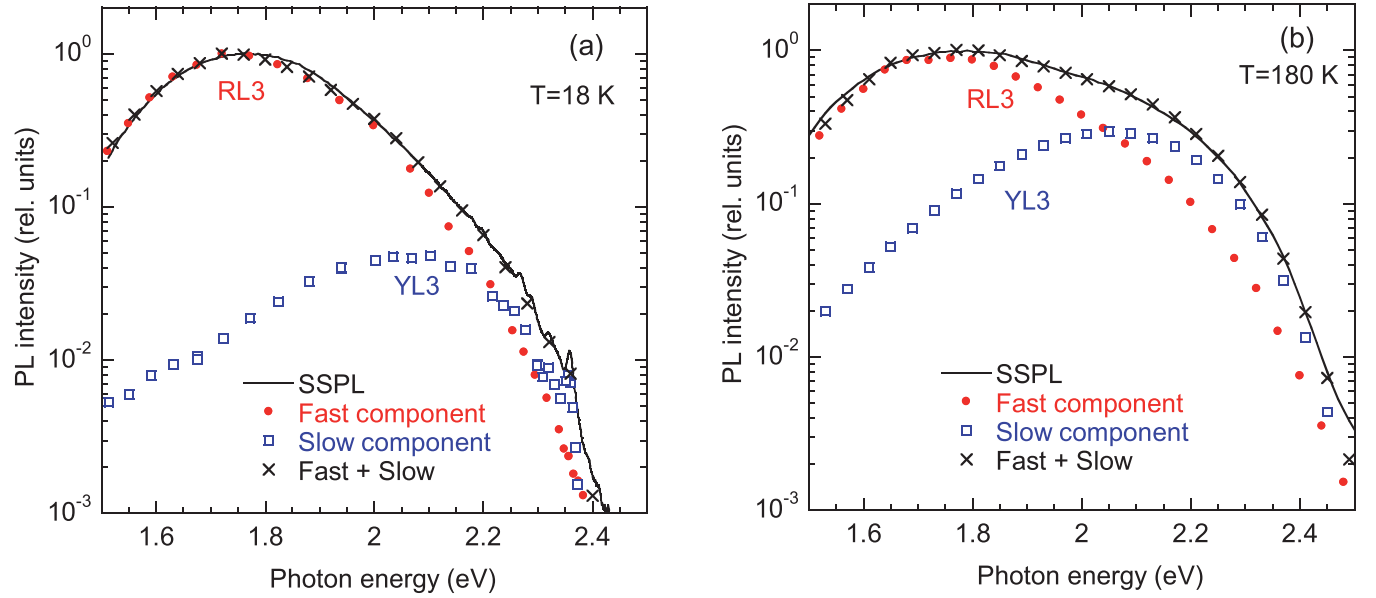 (a)
T=18 K
RL3
YL3
SSPL
Fast component
Slow component
Fast + Slow
10^0
10^-1
10^-2
10^-3
1.6
1.8
2
2.2
2.4
Photon energy (eV)
PL intensity (rel. units)
(b)
T=180 K
RL3
YL3
SSPL
Fast component
Slow component
Fast + Slow
10^0
10^-1
10^-2
10^-3
1.6
1.8
2
2.2
2.4
Photon energy (eV)
PL intensity (rel. units)